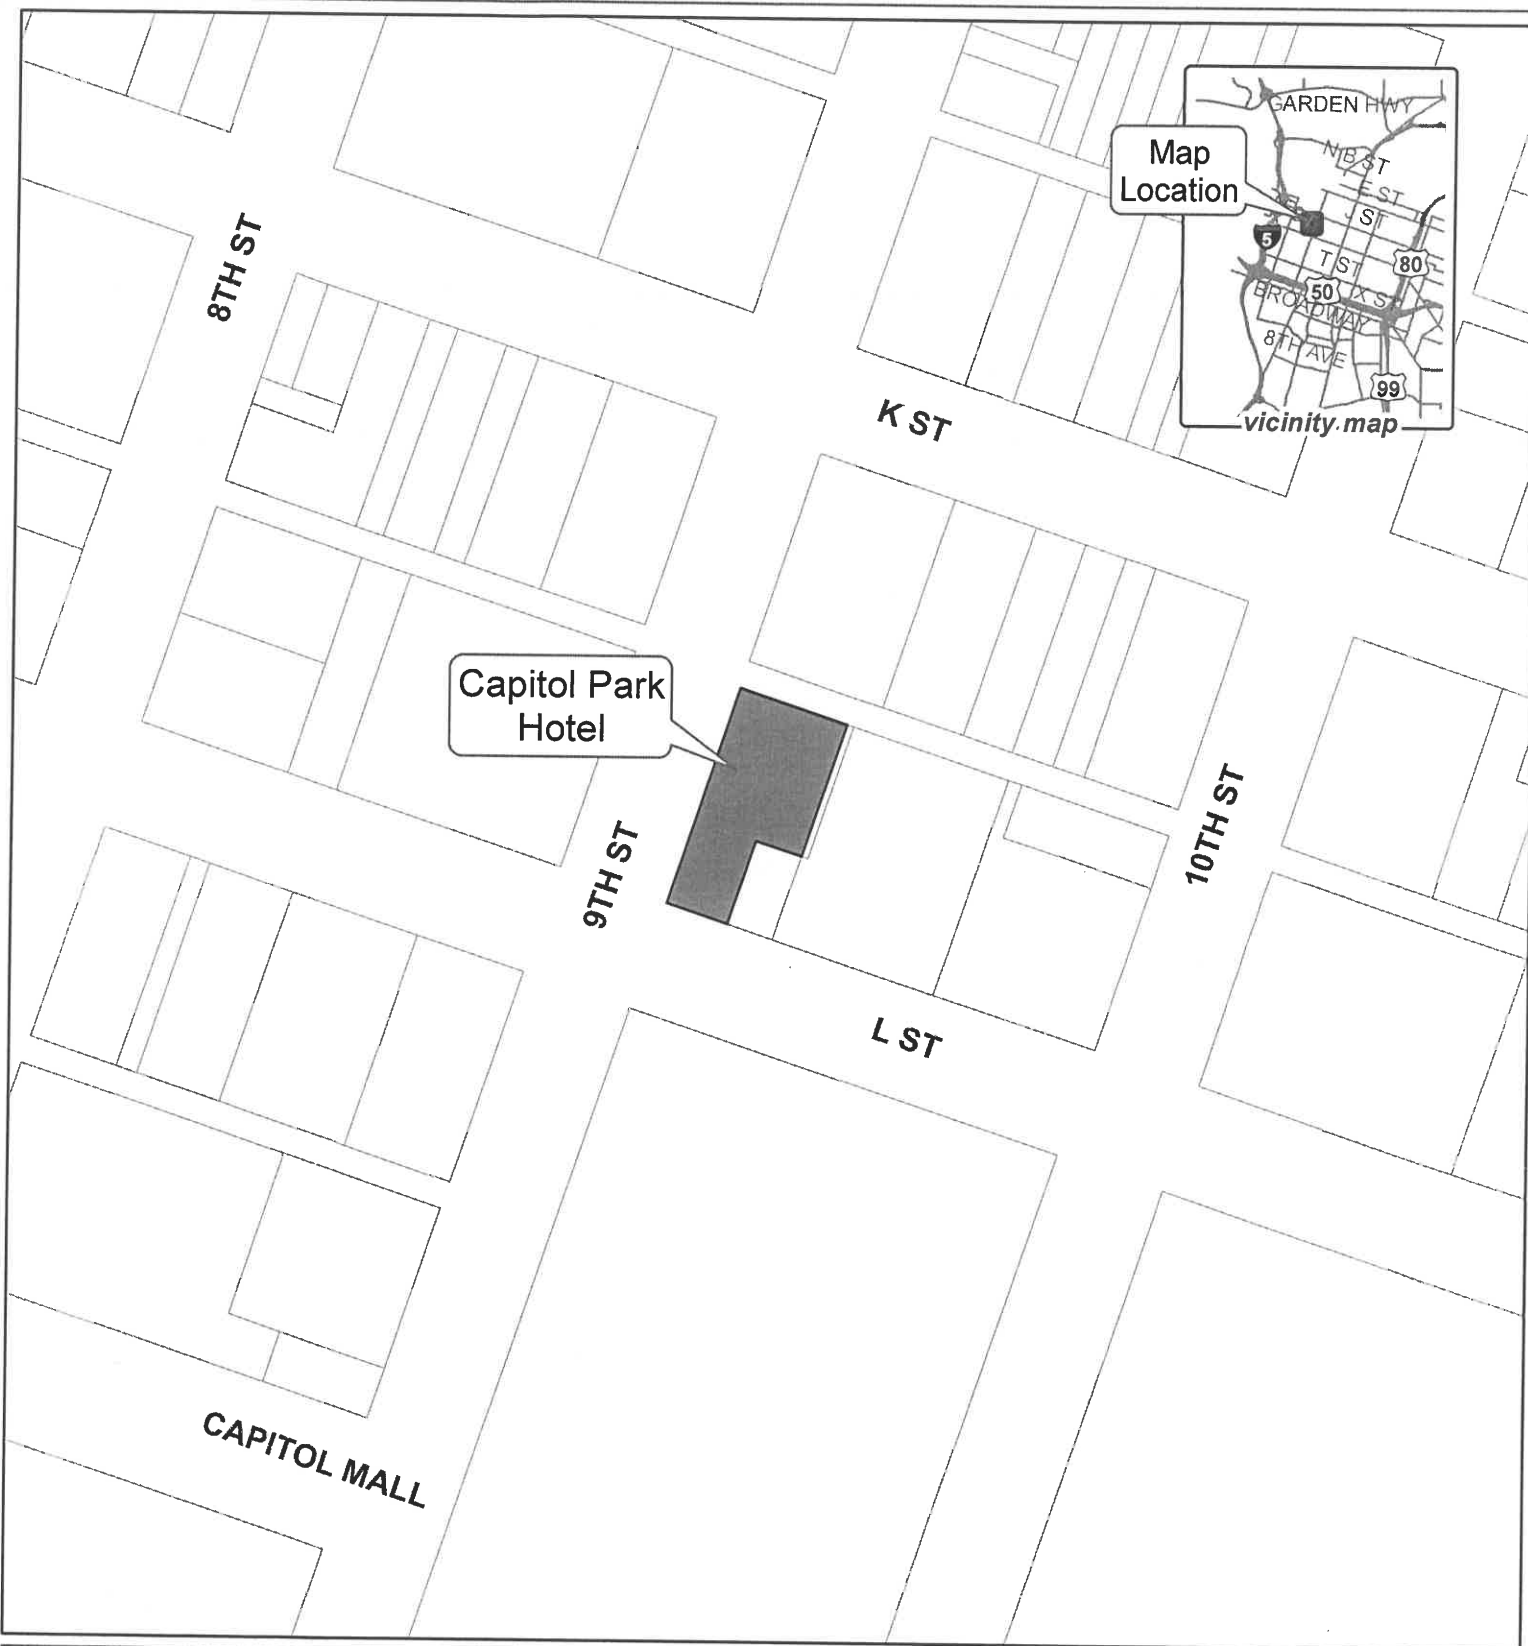 GARDEN HWY
Map
Location
N B ST
E ST
J ST
5
T ST
80
50
X ST
BROADWAY
8TH AVE
99
vicinity map
8TH ST
K ST
Capitol Park
Hotel
9TH ST
10TH ST
L ST
CAPITOL MALL